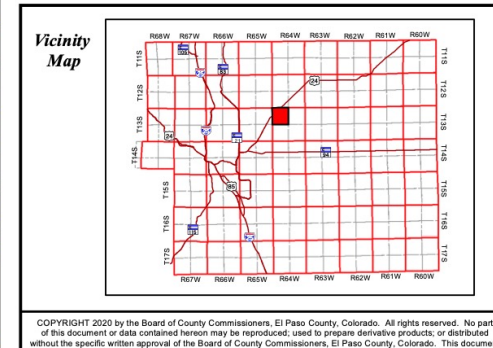 Vicinity
Map
R68W R67W R66W R65W R64W R63W R62W R61W R60W
T11S T11S
T12S T12S
T13S T13S
T14S T14S
T15S T15S
T16S T16S
T17S T17S
24
24
94
85
R67W R66W R65W R64W R63W R62W R61W R60W
COPYRIGHT 2020 by the Board of County Commissioners, El Paso County, Colorado. All rights reserved. No part
of this document or data contained hereon may be reproduced; used to prepare derivative products; or distributed
without the specific written approval of the Board of County Commissioners, El Paso County, Colorado. This docume